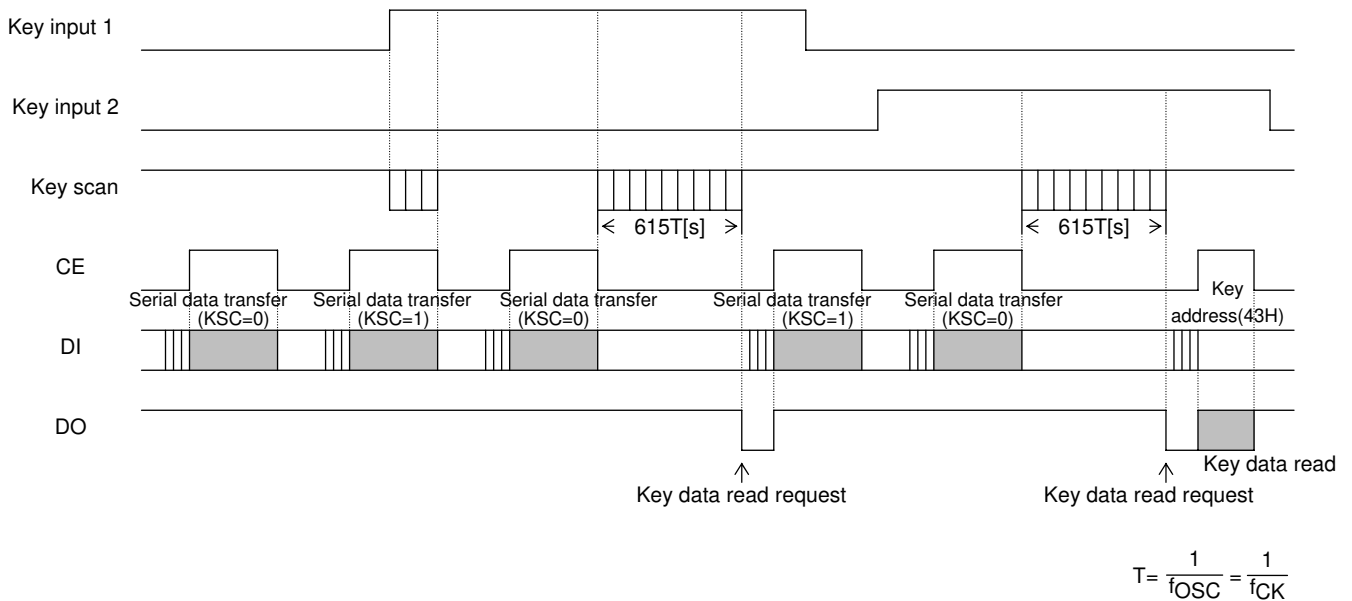 Key input 1
Key input 2
Key scan
615T[s]
615T[s]
CE
Serial data transfer
(KSC=0)
Serial data transfer
(KSC=1)
Serial data transfer
(KSC=0)
Serial data transfer
(KSC=1)
Serial data transfer
(KSC=0)
Key
address(43H)
DI
DO
Key data read
Key data read request
Key data read request
T= 1/fOSC = 1/fCK